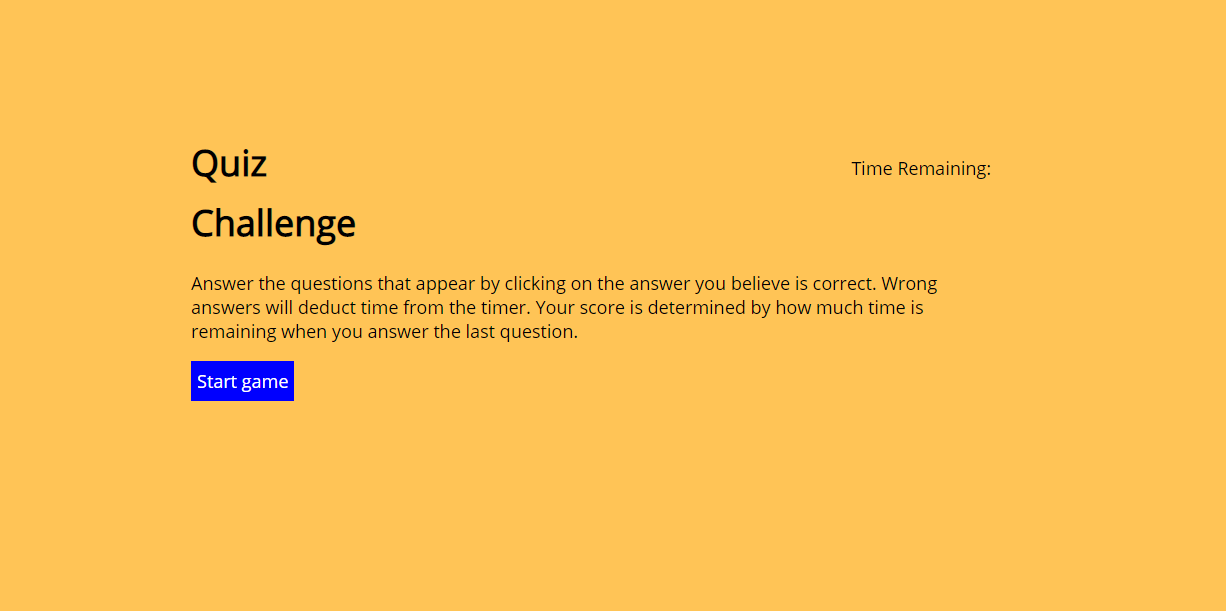 Quiz
Time Remaining:
Challenge
Answer the questions that appear by clicking on the answer you believe is correct. Wrong
answers will deduct time from the timer. Your score is determined by how much time is
remaining when you answer the last question.
Start game